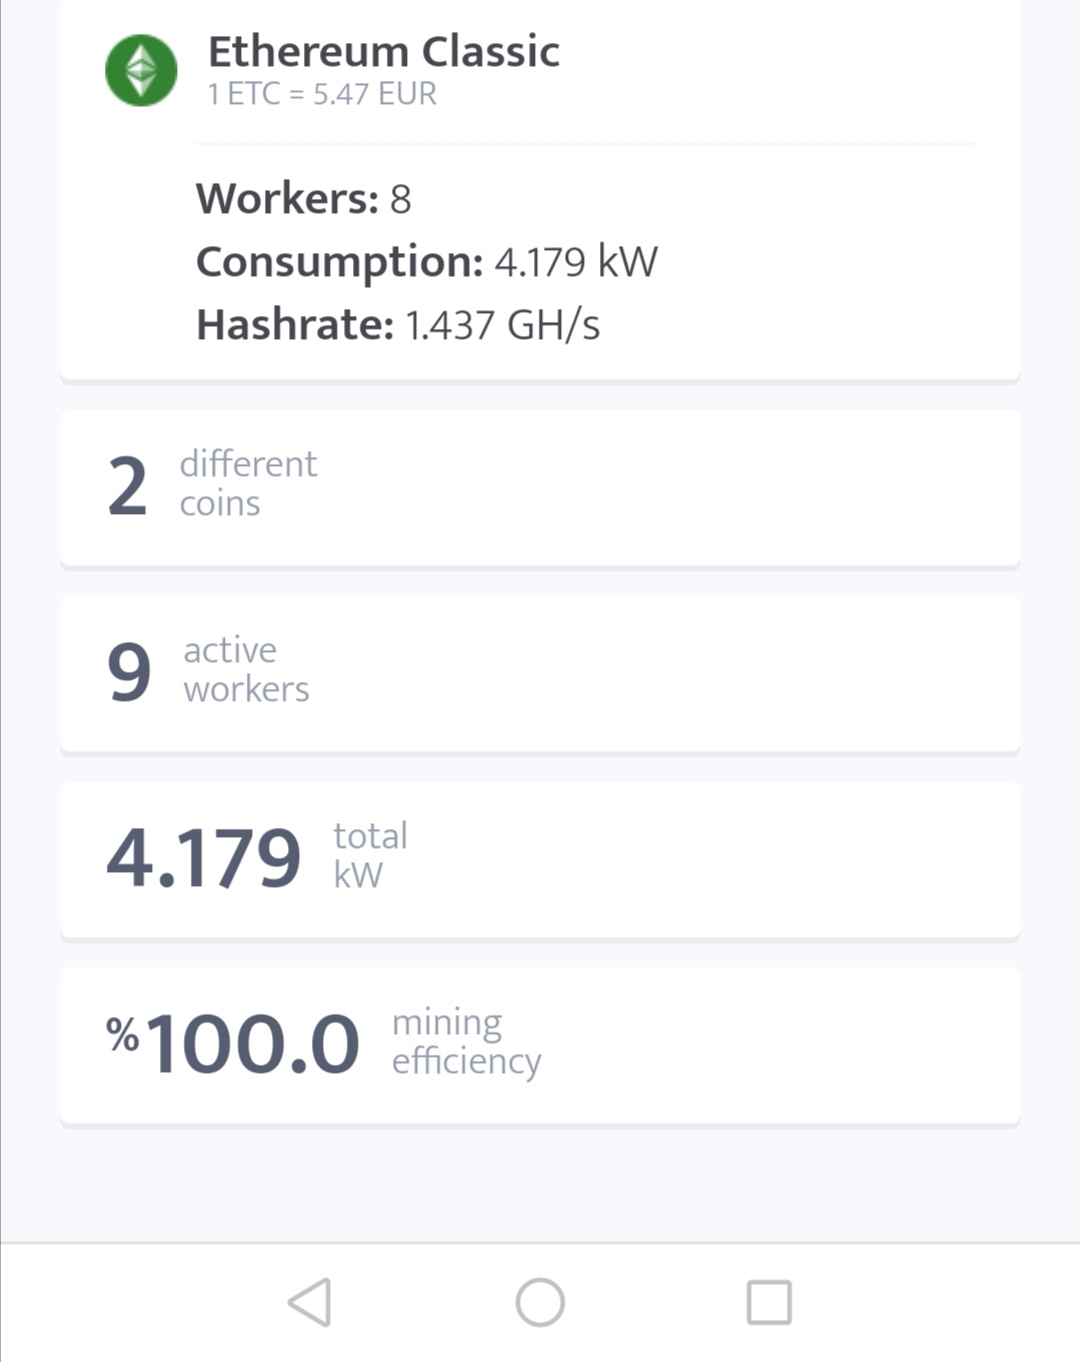 Ethereum Classic
1 ETC = 5.47 EUR
Workers: 8
Consumption: 4.179 kW
Hashrate: 1.437 GH/s
2 different
coins
9 active
workers
4.179 total
kW
%100.0 mining
efficiency